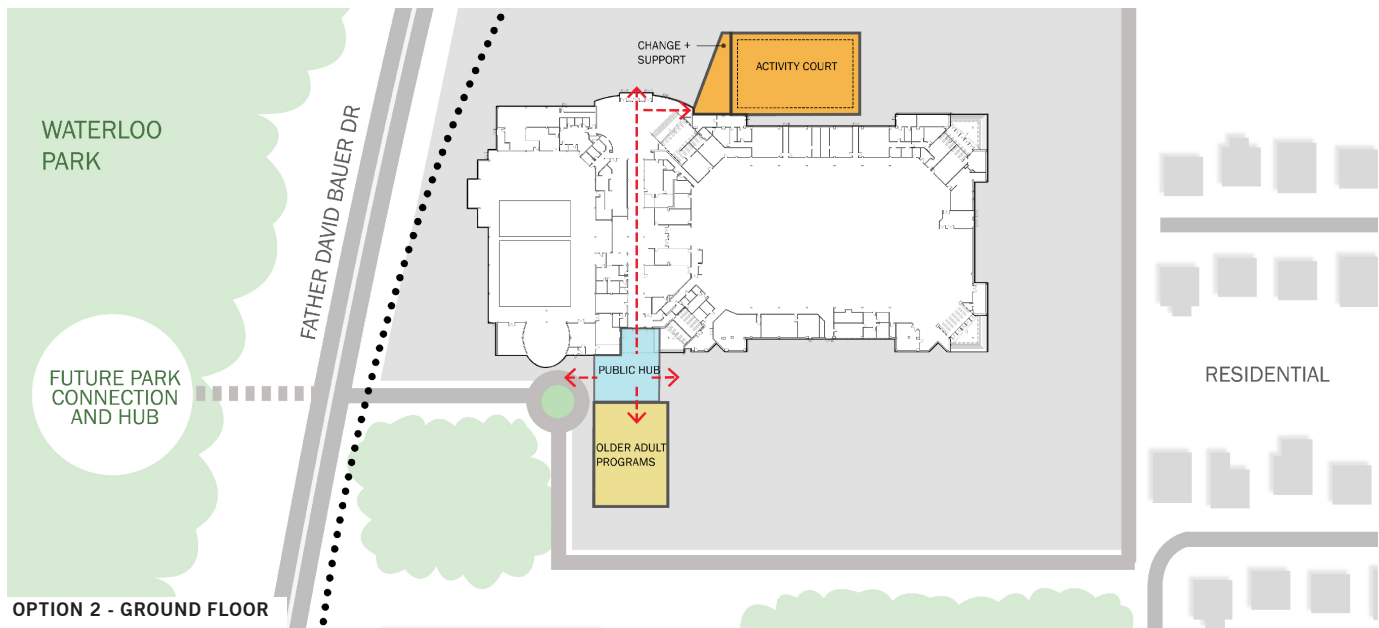 CHANGE +
SUPPORT
ACTIVITY COURT
WATERLOO
PARK
FATHER DAVID BAUER DR
FUTURE PARK
CONNECTION
AND HUB
PUBLIC HUB
RESIDENTIAL
OLDER ADULT
PROGRAMS
OPTION 2 - GROUND FLOOR